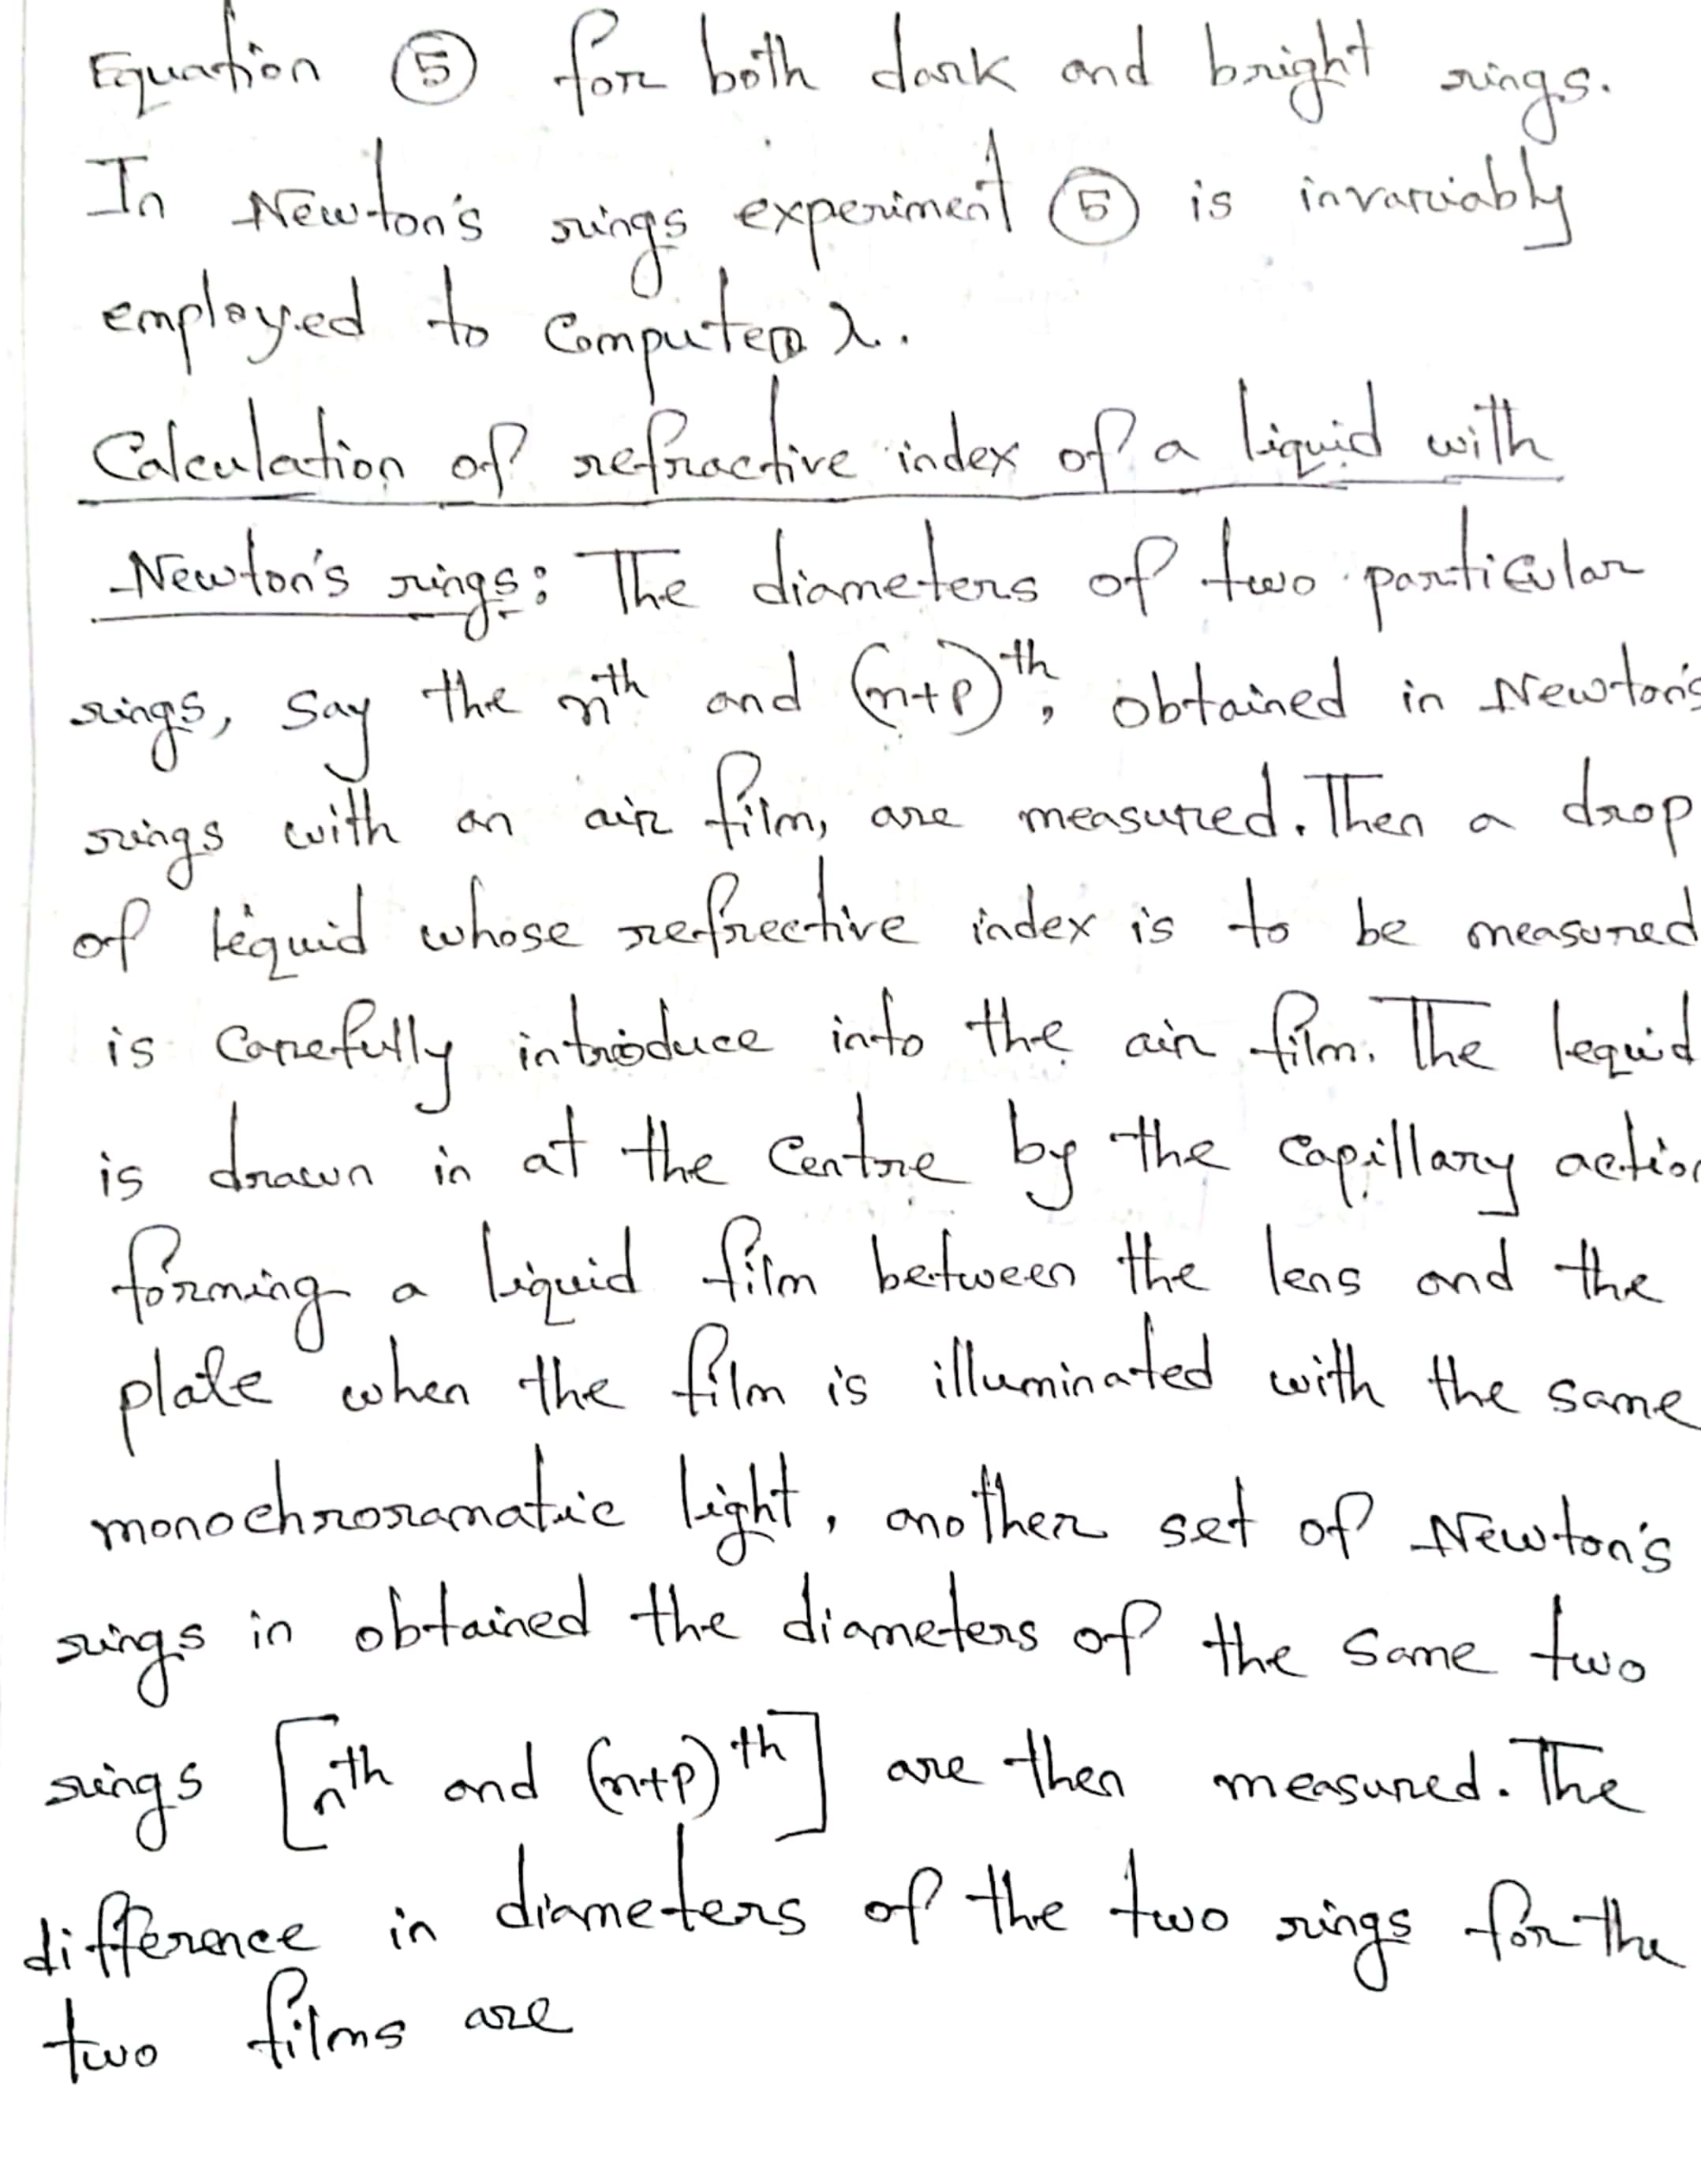 Equation ⑤ for both dark and bright rings.
In Newton's rings experiment ⑤ is invariably
employed to compute λ.
Calculation of refractive index of a liquid with
Newton's rings: The diameters of two particular
rings, say the nth and (n+p)th, obtained in Newton's
rings with an air film, are measured. Then a drop
of lequid whose refrective index is to be measured
is carefully introduce into the air film. The lequid
is drawn in at the centre by the capillary action
forming a liquid film between the lens and the
plate when the film is illuminated with the same
monochroramatic light, another set of Newton's
rings in obtained the diameters of the same two
rings [nth and (n+p)th] are then measured. The
difference in diameters of the two rings for the
two films are